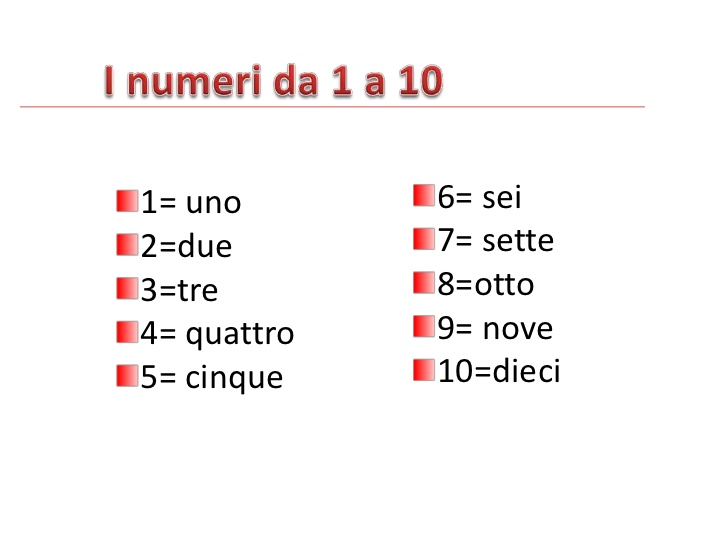 I numeri da 1 a 10
1= uno
2=due
3=tre
4= quattro
5= cinque
6= sei
7= sette
8=otto
9= nove
10=dieci